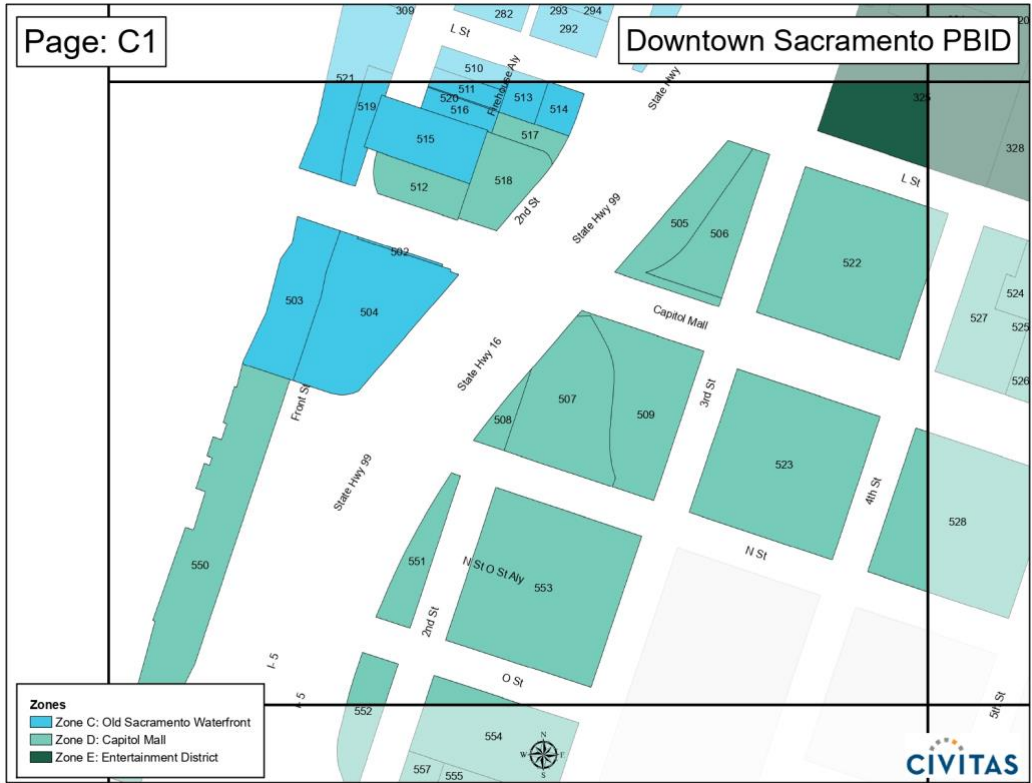 Page: C1
Downtown Sacramento PBID
309
282
293
294
292
L St
510
521
511
Firehouse Aly
513
514
State Hwy
519
520
516
517
515
328
512
518
L St
2nd St
State Hwy 99
505
506
522
502
503
504
524
527
525
Capitol Mall
State Hwy 16
526
507
509
3rd St
Front St
508
523
4th St
State Hwy 99
528
N St
550
551
N St O St Aly
553
2nd St
I- 5
O St
5
5th St
552
554
557
555
N
W
S
Zones
Zone C: Old Sacramento Waterfront
Zone D: Capitol Mall
Zone E: Entertainment District
CIVITAS